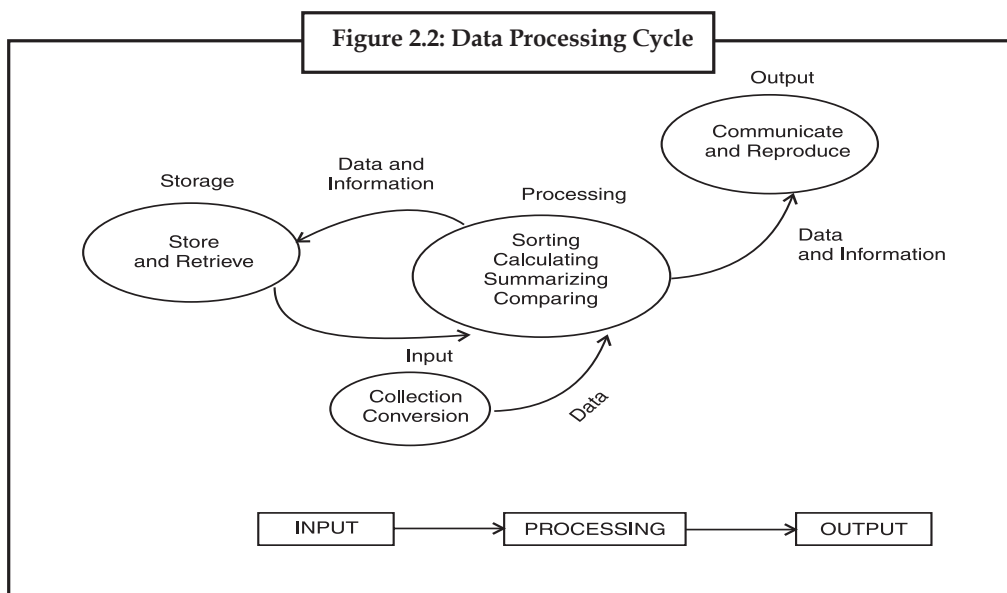 Figure 2.2: Data Processing Cycle
Output
Communicate
and Reproduce
Data and
Information
Storage
Processing
Store
and Retrieve
Sorting
Calculating
Summarizing
Comparing
Data
and Information
Input
Collection
Conversion
Data
INPUT
PROCESSING
OUTPUT